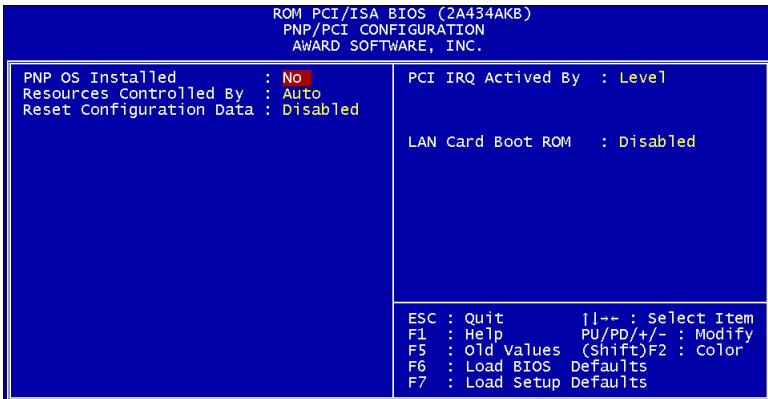 ROM PCI/ISA BIOS (2A434AKB)
PNP/PCI CONFIGURATION
AWARD SOFTWARE, INC.
PNP OS Installed : No
Resources Controlled By : Auto
Reset Configuration Data : Disabled
PCI IRQ Actived By : Level
LAN Card Boot ROM : Disabled
ESC : Quit ↑↓→← : Select Item
F1 : Help PU/PD/+/- : Modify
F5 : Old Values (Shift)F2 : Color
F6 : Load BIOS Defaults
F7 : Load Setup Defaults